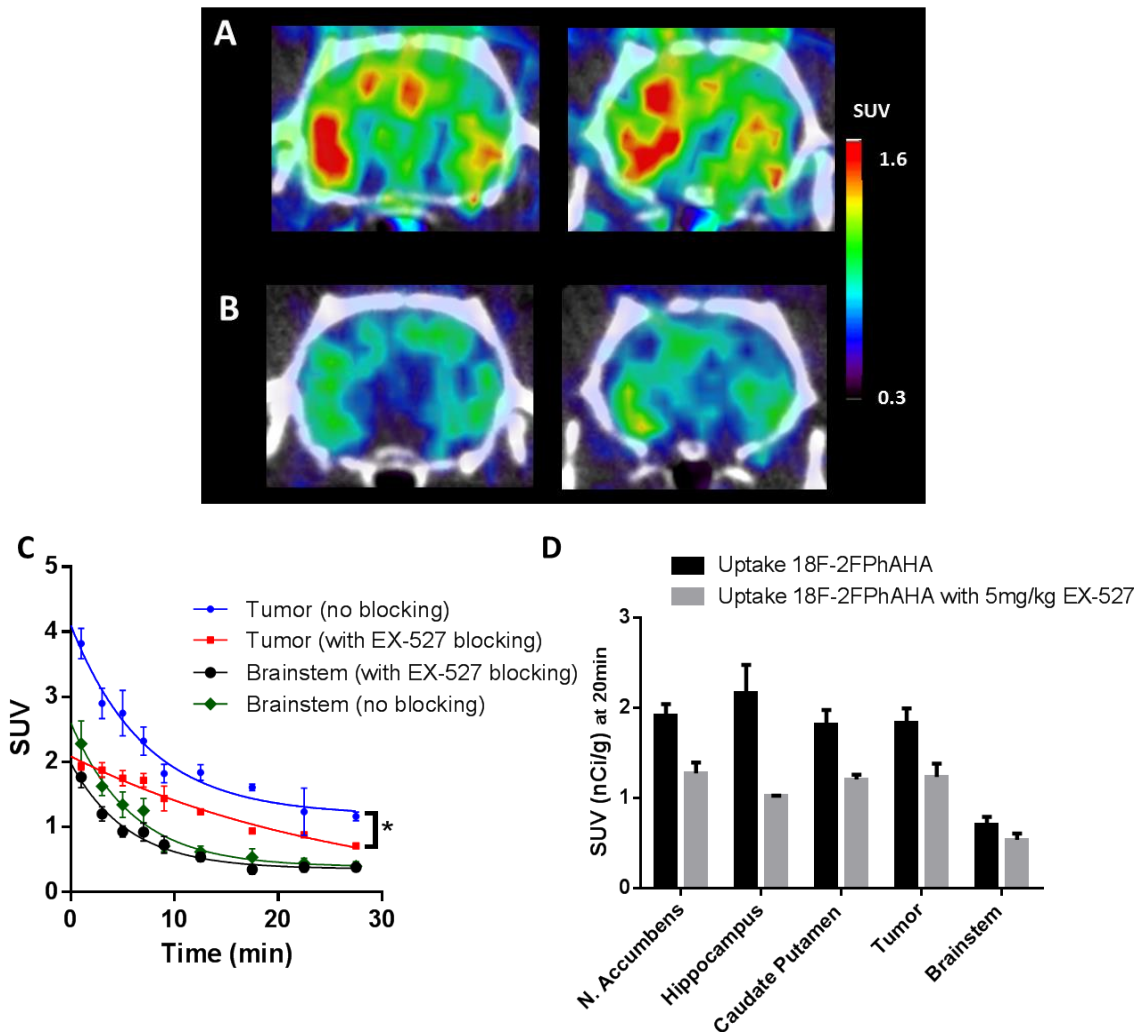 A
SUV
1.6
B
0.3
C
5
4
3
2
1
0
SUV
0
10
20
30
Time (min)
Tumor (no blocking)
Tumor (with EX-527 blocking)
Brainstem (with EX-527 blocking)
Brainstem (no blocking)
*
D
Uptake 18F-2FPhAHA
Uptake 18F-2FPhAHA with 5mg/kg EX-527
3
2
1
0
SUV (nCi/g) at 20min
N. Accumbens
Hippocampus
Caudate Putamen
Tumor
Brainstem